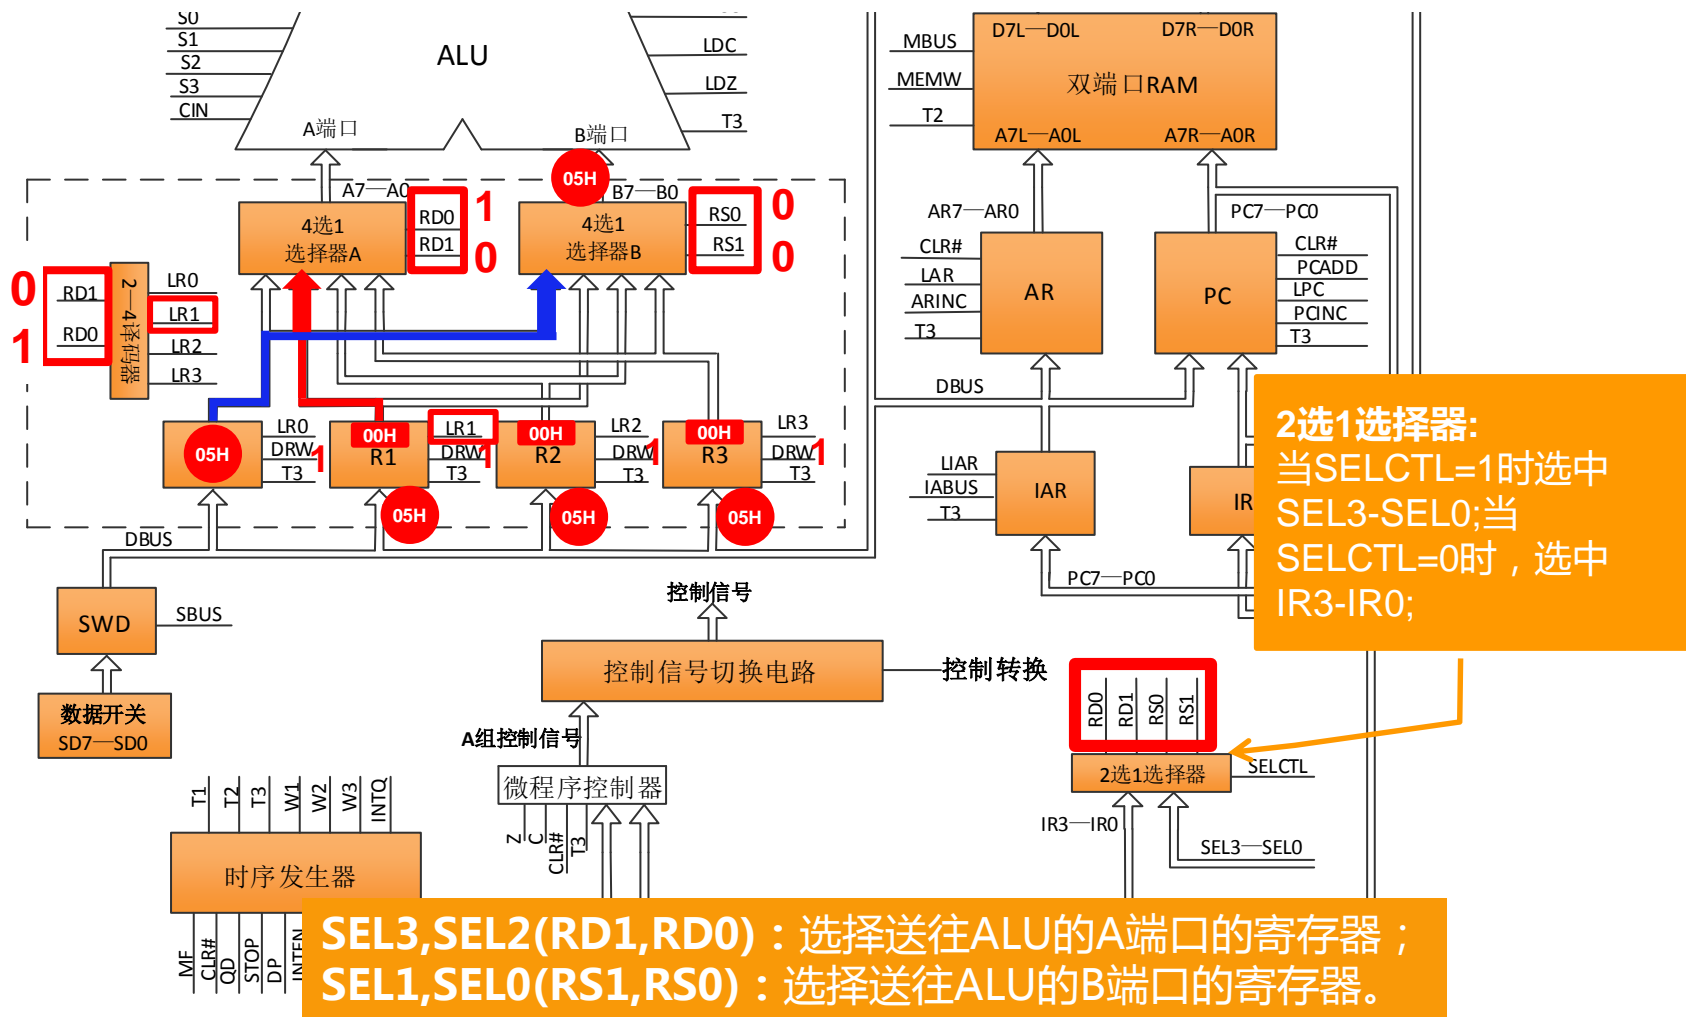 S0
S1
S2
S3
CIN
ALU
LDC
LDZ
T3
A端口
B端口
MBUS
MEMW
T2
D7L—D0L
D7R—D0R
双端口RAM
A7L—A0L
A7R—A0R
05H
A7—A0
B7—B0
4选1
选择器A
RD0
RD1
1
0
4选1
选择器B
RS0
RS1
0
0
AR7—AR0
PC7—PC0
CLR#
LAR
ARINC
T3
AR
PC
CLR#
PCADD
LPC
PCINC
T3
0
1
RD1
RD0
2—4译码器
LR0
LR1
LR2
LR3
DBUS
05H
LR0
DRW
1
T3
00H
R1
LR1
DRW
1
T3
00H
R2
LR2
DRW
1
T3
00H
R3
LR3
DRW
1
T3
05H
05H
05H
DBUS
LIAR
IABUS
T3
IAR
IR
PC7—PC0
2选1选择器:
当SELCTL=1时选中
SEL3-SEL0;当
SELCTL=0时，选中
IR3-IR0;
SWD
SBUS
数据开关
SD7—SD0
控制信号
控制信号切换电路
控制转换
A组控制信号
微程序控制器
Z
C
CLR#
T3
RD0
RD1
RS0
RS1
2选1选择器
SELCTL
IR3—IR0
SEL3—SEL0
T1
T2
T3
W1
W2
W3
INTQ
时序发生器
MF
CLR#
QD
STOP
DP
INTEN
SEL3,SEL2(RD1,RD0)：选择送往ALU的A端口的寄存器；
SEL1,SEL0(RS1,RS0)：选择送往ALU的B端口的寄存器。